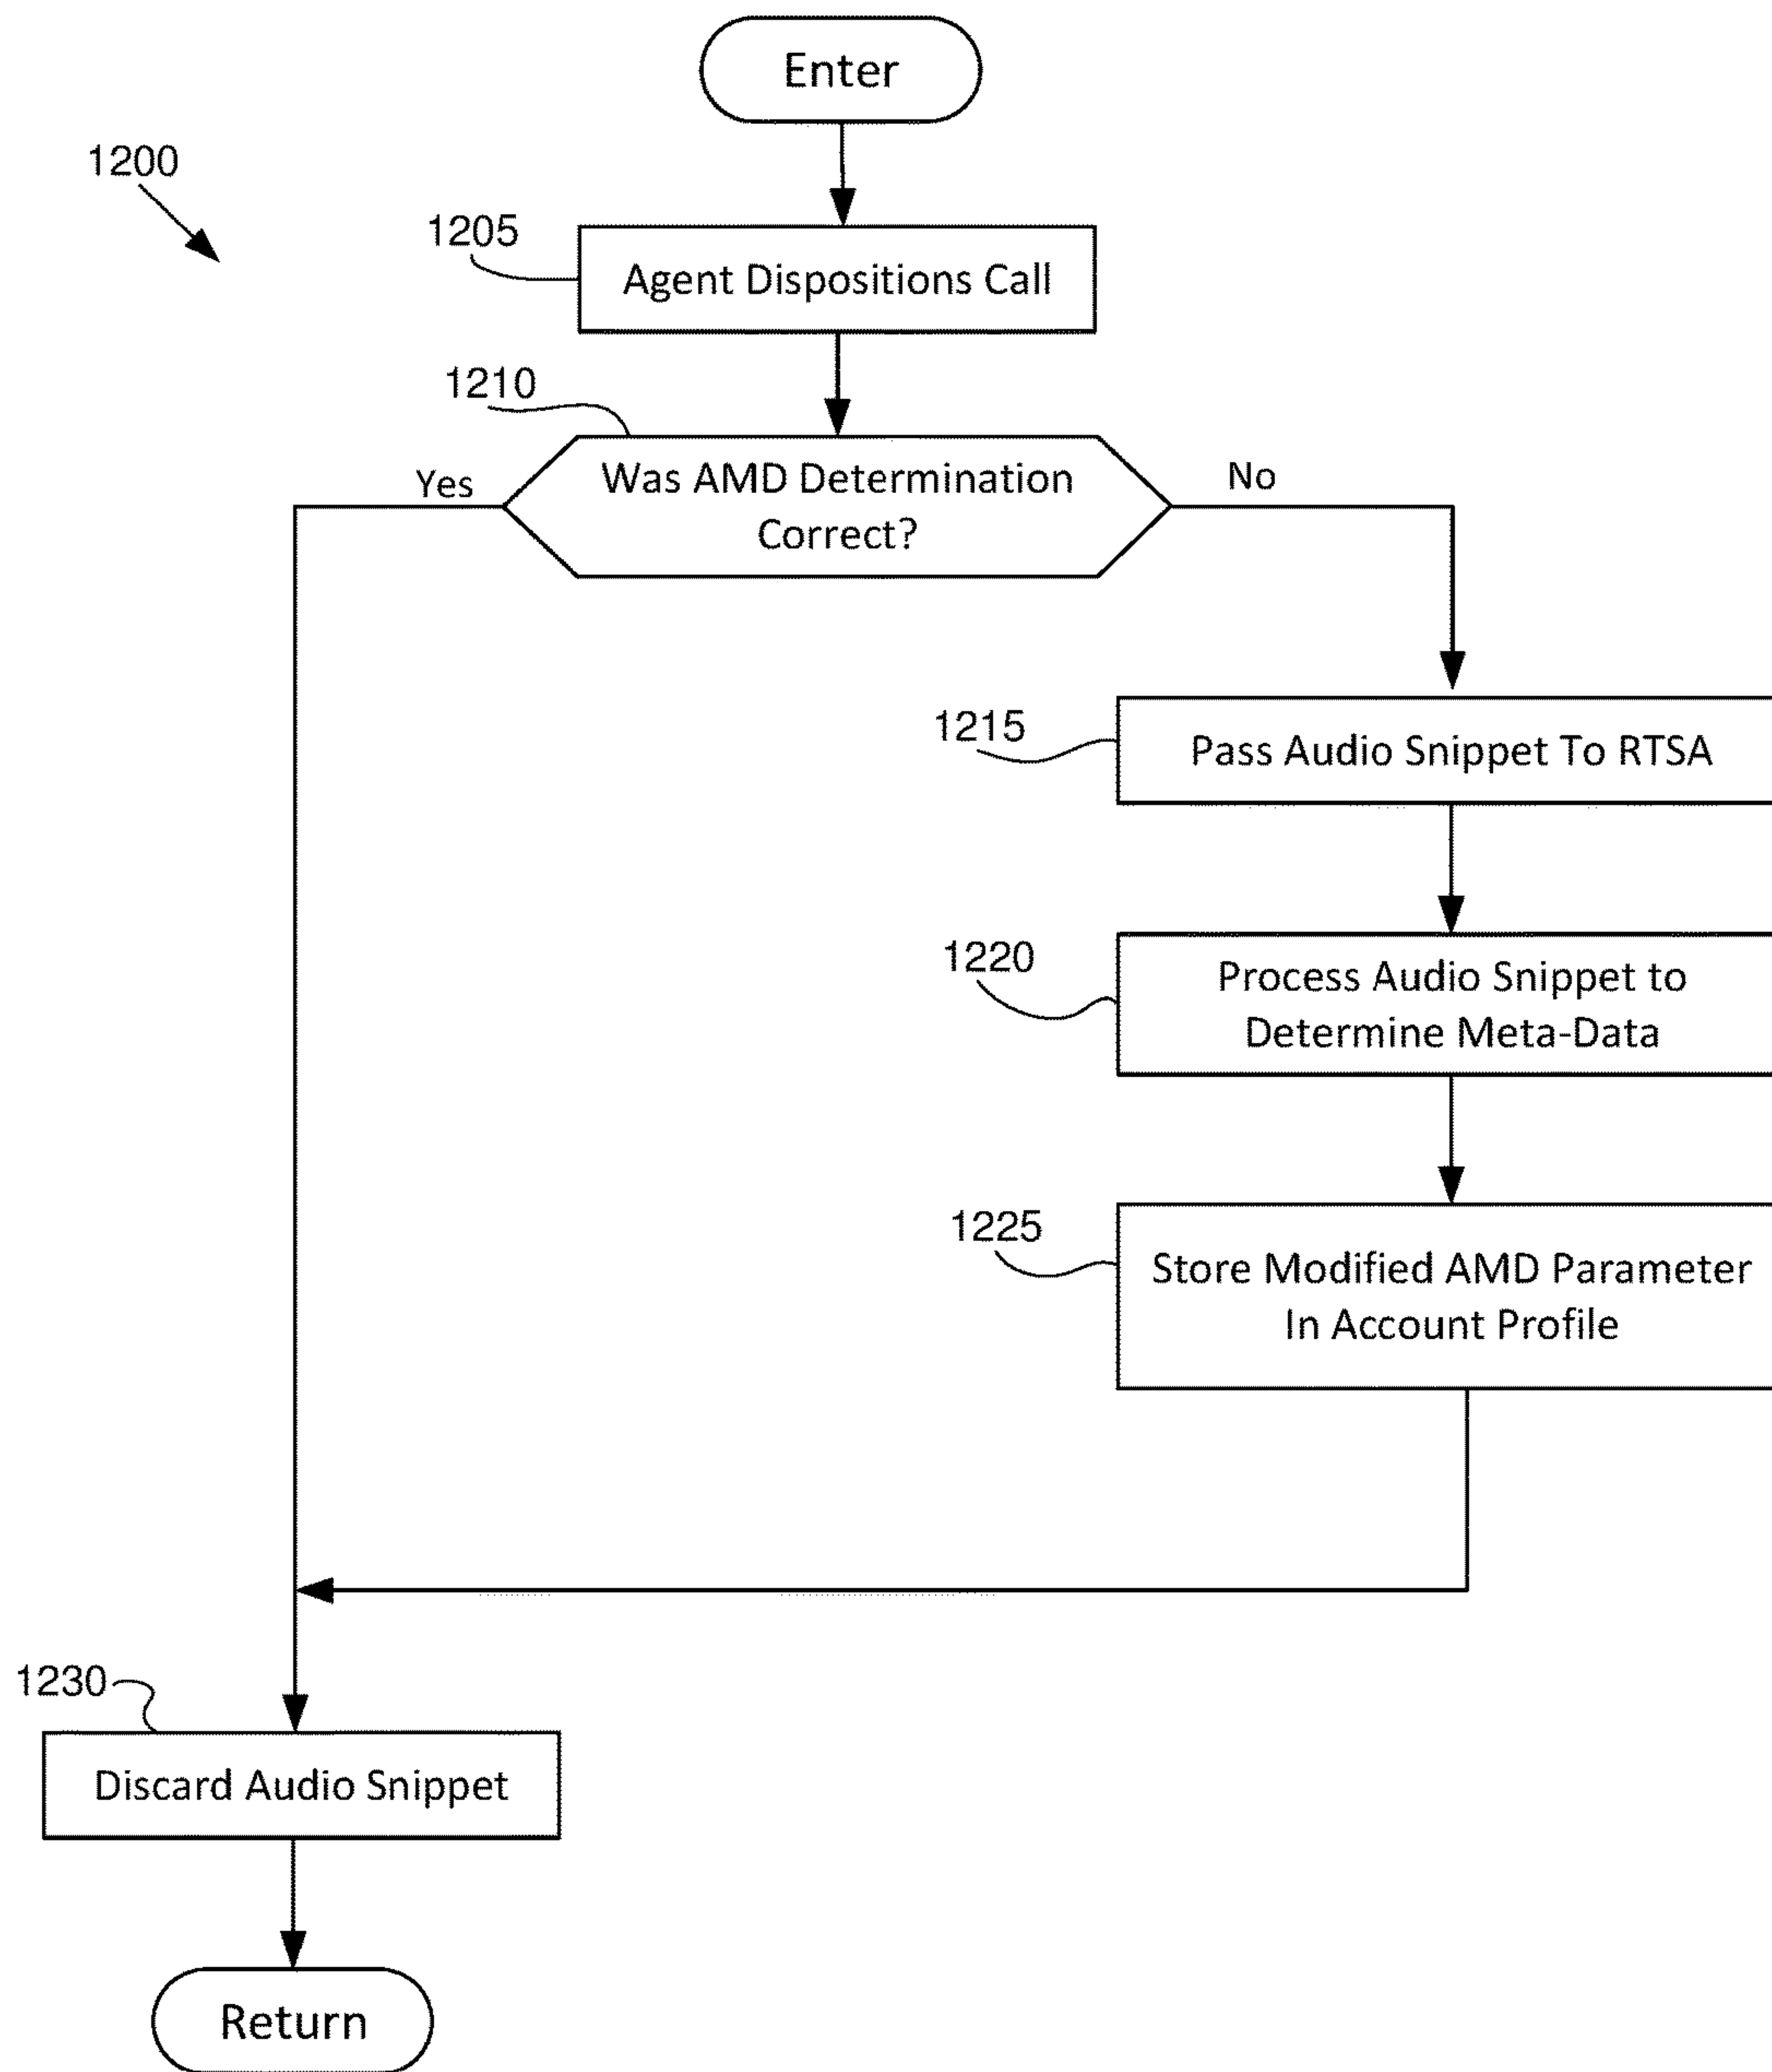 Enter
1200
1205
Agent Dispositions Call
1210
Yes
Was AMD Determination
Correct?
No
1215
Pass Audio Snippet To RTSA
1220
Process Audio Snippet to
Determine Meta-Data
1225
Store Modified AMD Parameter
In Account Profile
1230
Discard Audio Snippet
Return